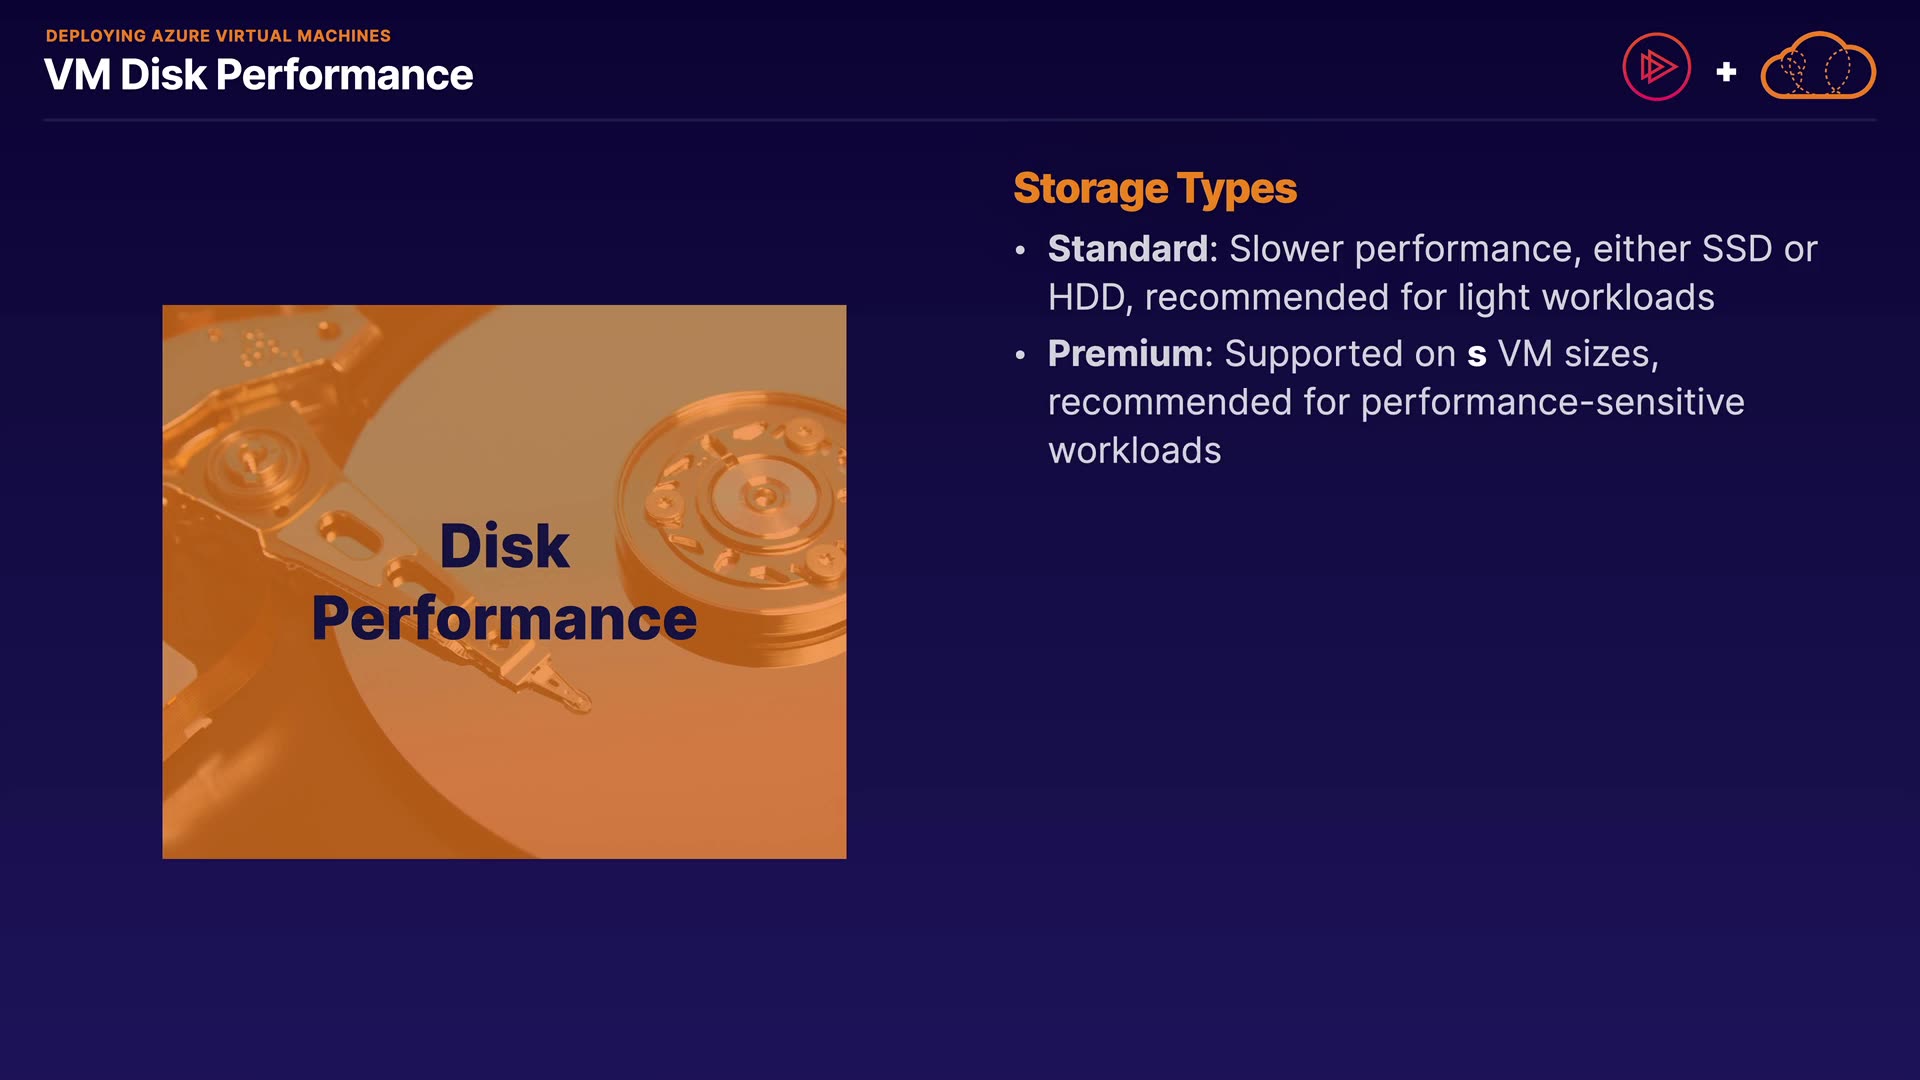 DEPLOYING AZURE VIRTUAL MACHINES
VM Disk Performance
+
Disk
Performance
Storage Types
• Standard: Slower performance, either SSD or
HDD, recommended for light workloads
• Premium: Supported on s VM sizes,
recommended for performance-sensitive
workloads